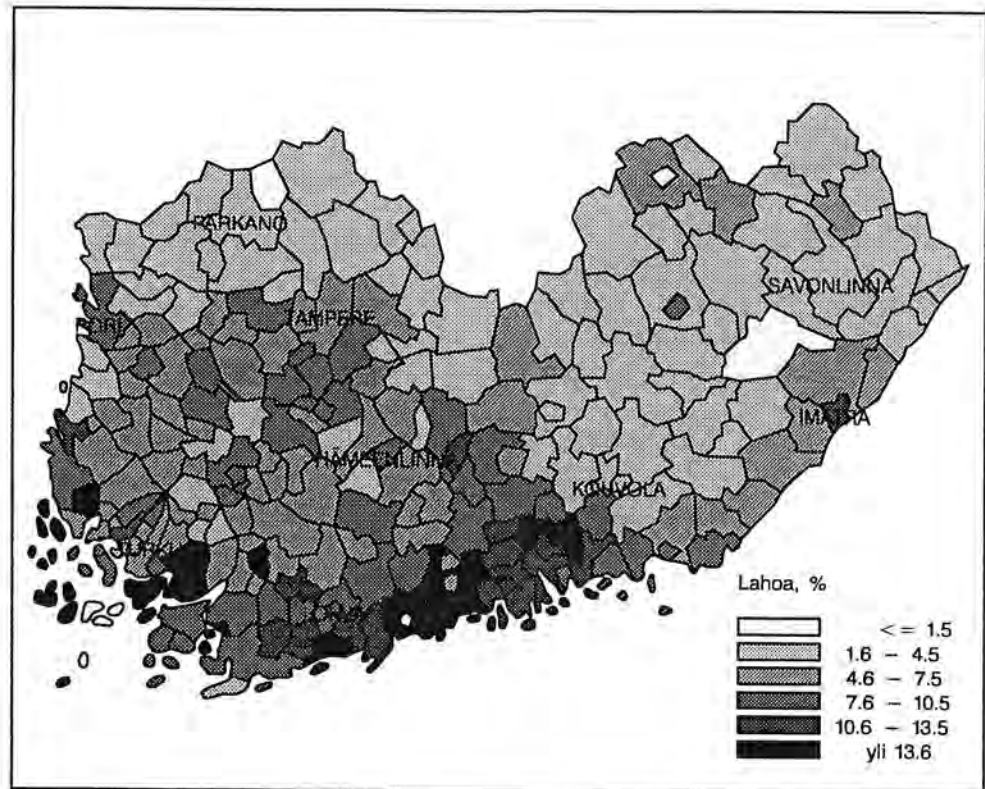 PARKANO
SAVONLINNA
TAMPERE
PORI
IMATRA
HÄMEENLINNA
KOUVOLA
TURKU
Lahoa, %
<= 1.5
1.6 – 4.5
4.6 – 7.5
7.6 – 10.5
10.6 – 13.5
yli 13.6